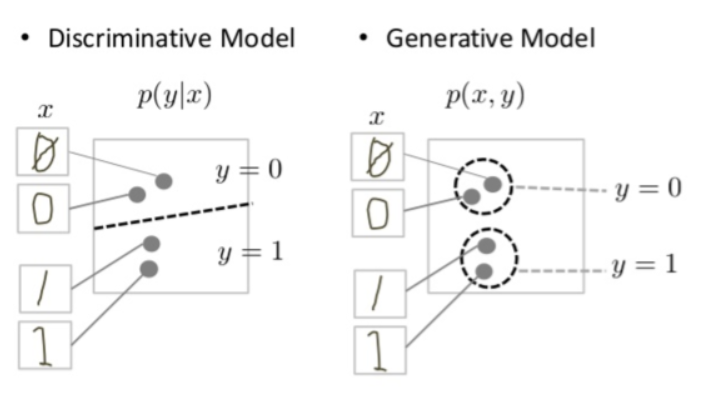 • Discriminative Model
p(y|x)
x
0
0
1
1
y = 0
y = 1
• Generative Model
p(x, y)
x
0
0
1
1
y = 0
y = 1